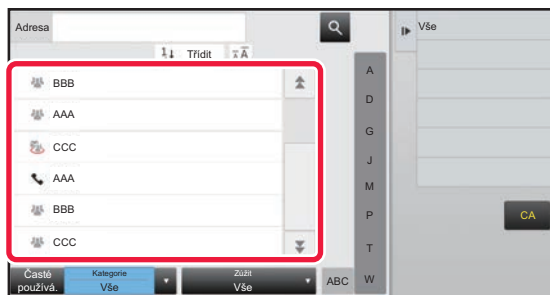 Adresa
Vše
Třídit
BBB
AAA
CCC
AAA
BBB
CCC
A
D
G
J
M
P
T
W
CA
Časté
používá.
Kategorie
Vše
Zúžit
Vše
ABC